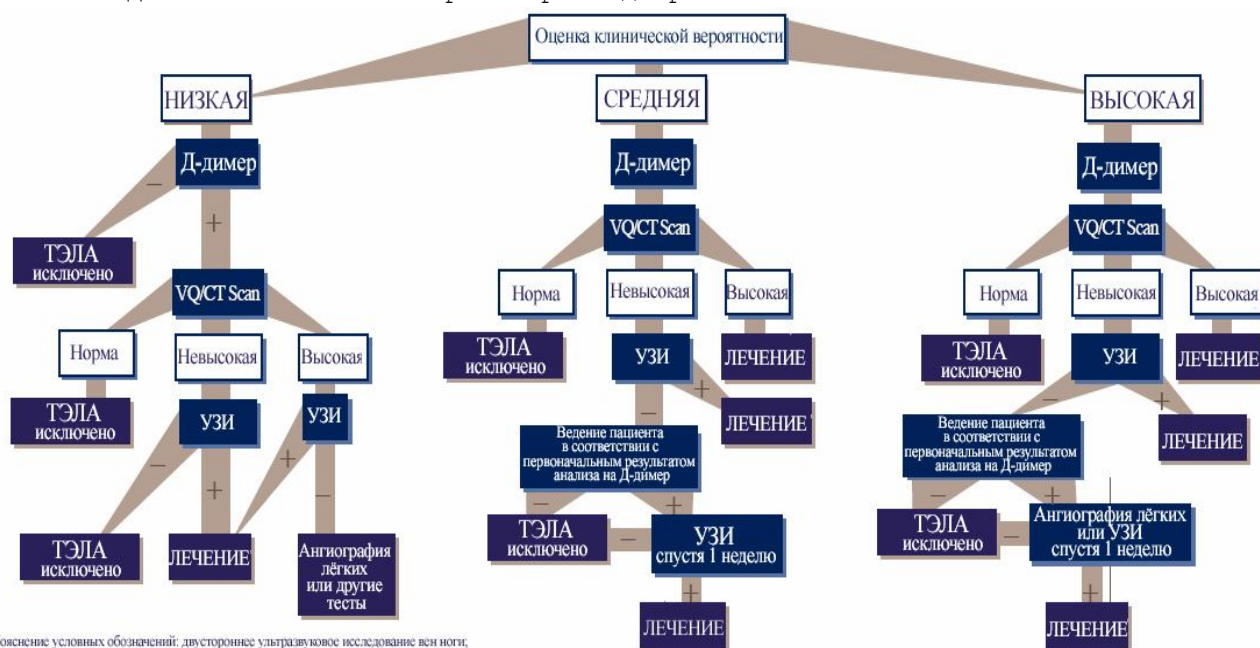 Оценка клинической вероятности
НИЗКАЯ
Д-димер
–
+
ТЭЛА
исключено
VQ/CT Scan
Норма
Невысокая
Высокая
ТЭЛА
исключено
УЗИ
УЗИ
–
+
+
–
ТЭЛА
исключено
ЛЕЧЕНИЕ
Ангиография
лёгких
или другие
тесты
СРЕДНЯЯ
Д-димер
VQ/CT Scan
Норма
Невысокая
Высокая
ТЭЛА
исключено
УЗИ
ЛЕЧЕНИЕ
–
+
ЛЕЧЕНИЕ
Ведение пациента
в соответствии с
первоначальным результатом
анализа на Д-димер
–
+
ТЭЛА
исключено
–
УЗИ
спустя 1 неделю
+
ЛЕЧЕНИЕ
ВЫСОКАЯ
Д-димер
VQ/CT Scan
Норма
Невысокая
Высокая
ТЭЛА
исключено
УЗИ
ЛЕЧЕНИЕ
–
+
ЛЕЧЕНИЕ
Ведение пациента
в соответствии с
первоначальным результатом
анализа на Д-димер
–
+
ТЭЛА
исключено
–
Ангиография лёгких
или УЗИ
спустя 1 неделю
+
ЛЕЧЕНИЕ
ояснение условных обозначений: двустороннее ультразвуковое исследование вен ноги;